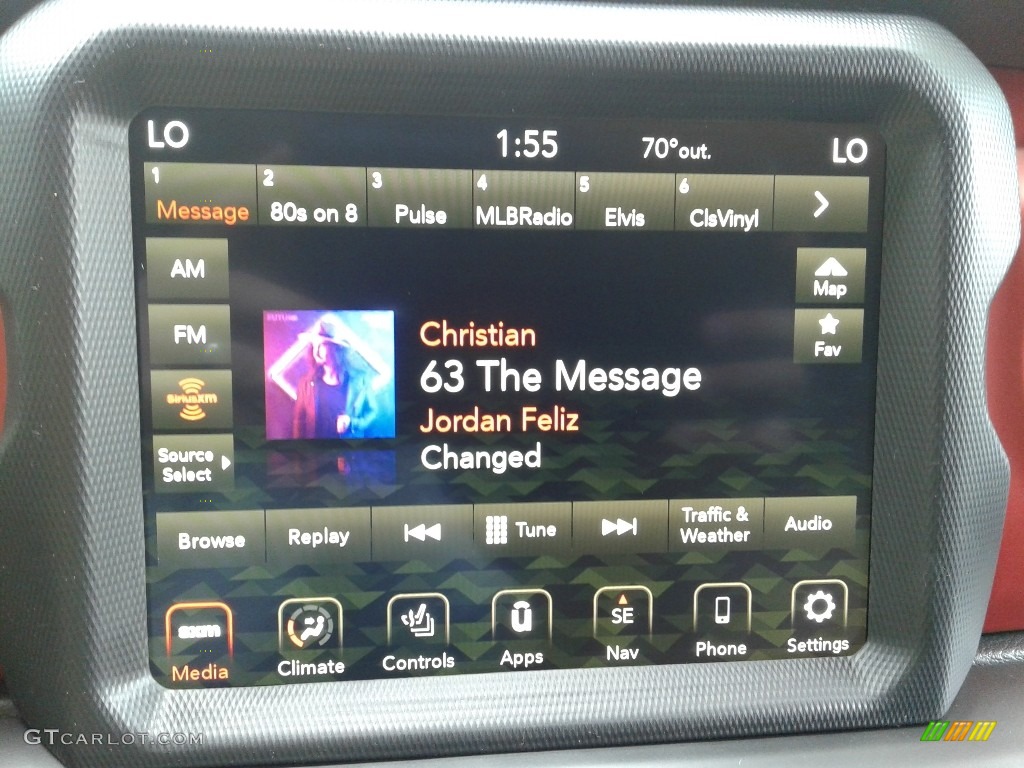 LO 1:55 70°out. LO
1 2 3 4 5 6
Message 80s on 8 Pulse MLBRadio Elvis ClsVinyl
AM
Map
FM
Fav
SiriusXM
Source
Select
Christian
63 The Message
Jordan Feliz
Changed
Browse Replay Tune Traffic & Weather Audio
sxm SE
Media Climate Controls Apps Nav Phone Settings
GTCARLOT.COM